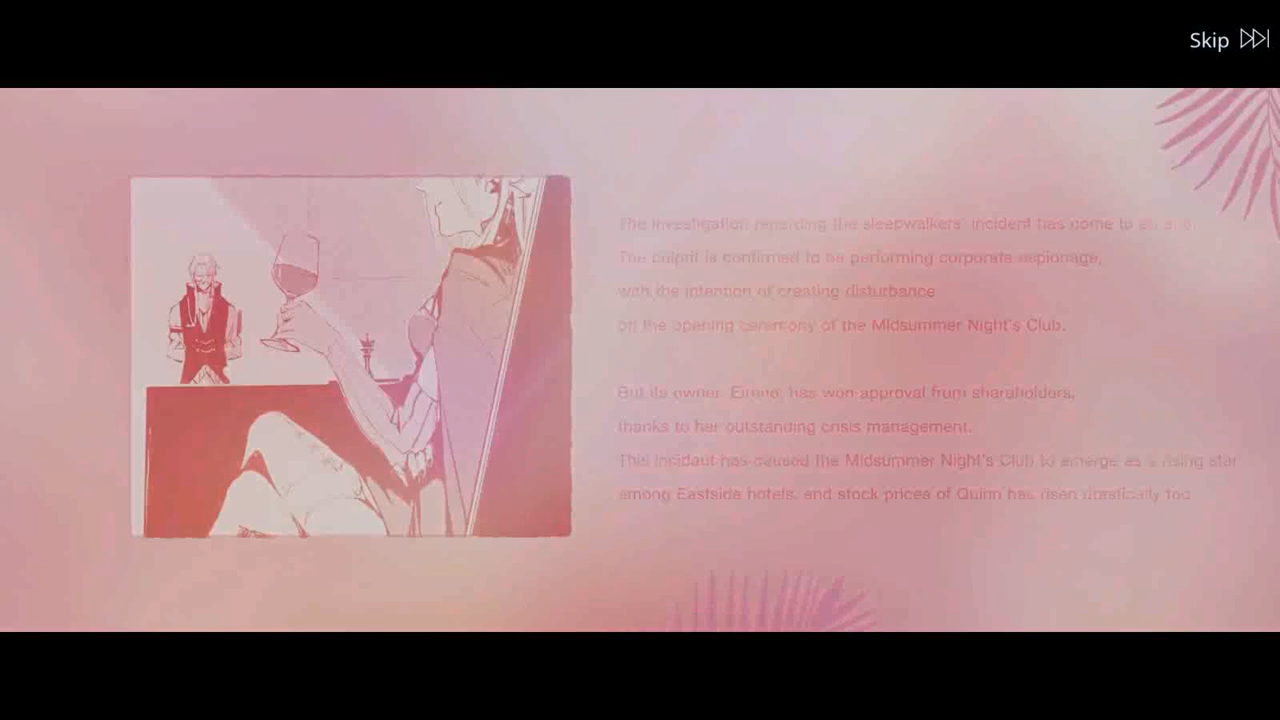 Skip
The investigation regarding the sleepwalkers' incident has come to an end.
The culprit is confirmed to be performing corporate espionage,
with the intention of creating disturbance
on the opening ceremony of the Midsummer Night's Club.
But its owner, Eirene, has won approval from shareholders,
thanks to her outstanding crisis management.
This incidaut has caused the Midsummer Night's Club to emerge as a rising star
among Eastside hotels, and stock prices of Quinn has risen drastically too